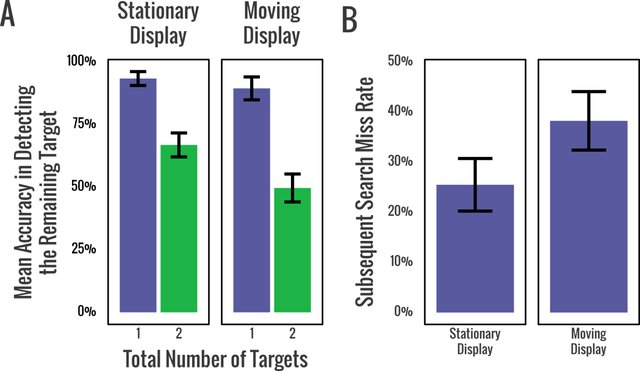 A
Stationary
Display
Moving
Display
Mean Accuracy in Detecting
the Remaining Target
100%
75%
50%
25%
0%
1
2
1
2
Total Number of Targets
B
Subsequent Search Miss Rate
50%
40%
30%
20%
10%
0%
Stationary
Display
Moving
Display